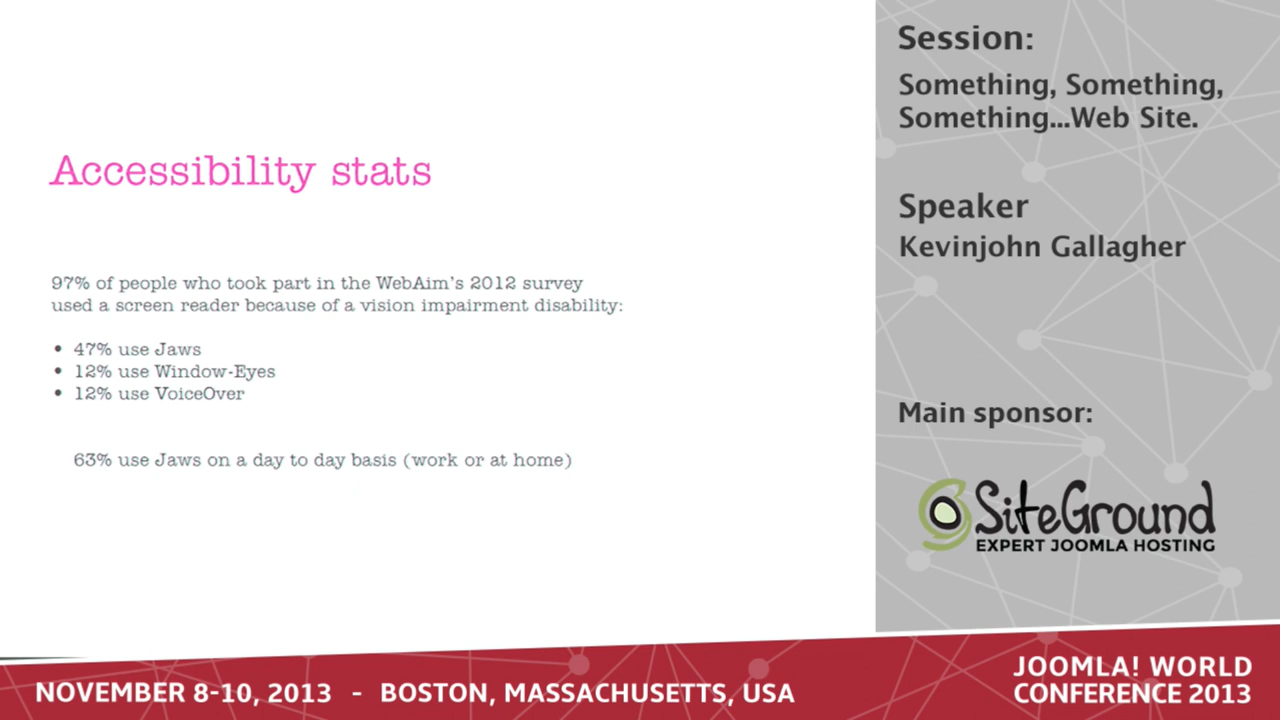 Accessibility stats
97% of people who took part in the WebAim's 2012 survey
used a screen reader because of a vision impairment disability:
• 47% use Jaws
• 12% use Window-Eyes
• 12% use VoiceOver
63% use Jaws on a day to day basis (work or at home)
Session:
Something, Something,
Something...Web Site.
Speaker
Kevinjohn Gallagher
Main sponsor:
SiteGround
EXPERT JOOMLA HOSTING
NOVEMBER 8-10, 2013 - BOSTON, MASSACHUSETTS, USA
JOOMLA! WORLD
CONFERENCE 2013